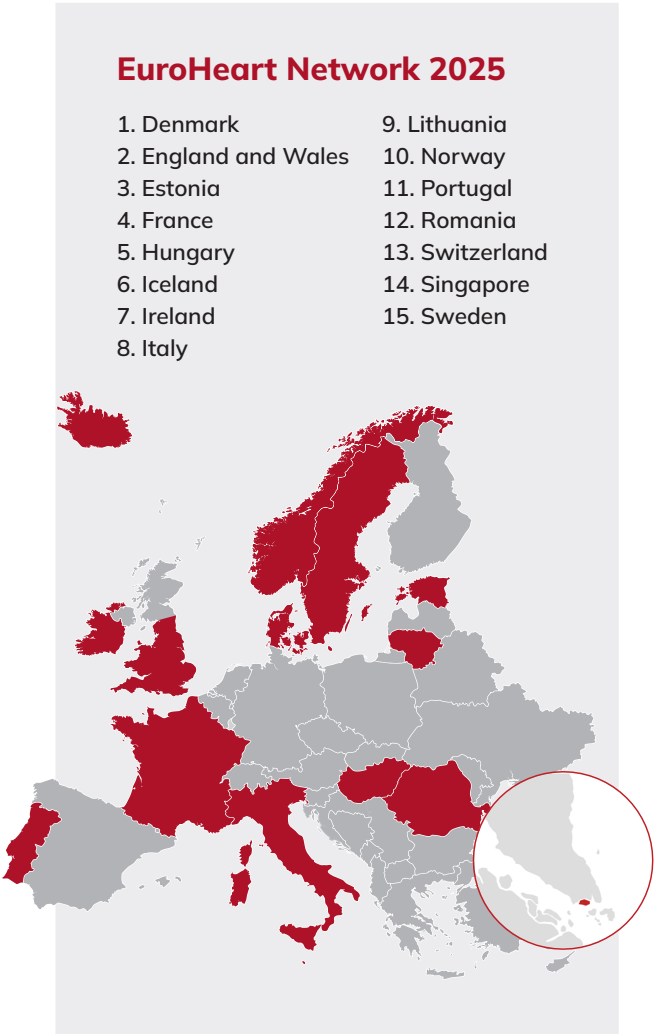 EuroHeart Network 2025
1. Denmark
2. England and Wales
3. Estonia
4. France
5. Hungary
6. Iceland
7. Ireland
8. Italy
9. Lithuania
10. Norway
11. Portugal
12. Romania
13. Switzerland
14. Singapore
15. Sweden